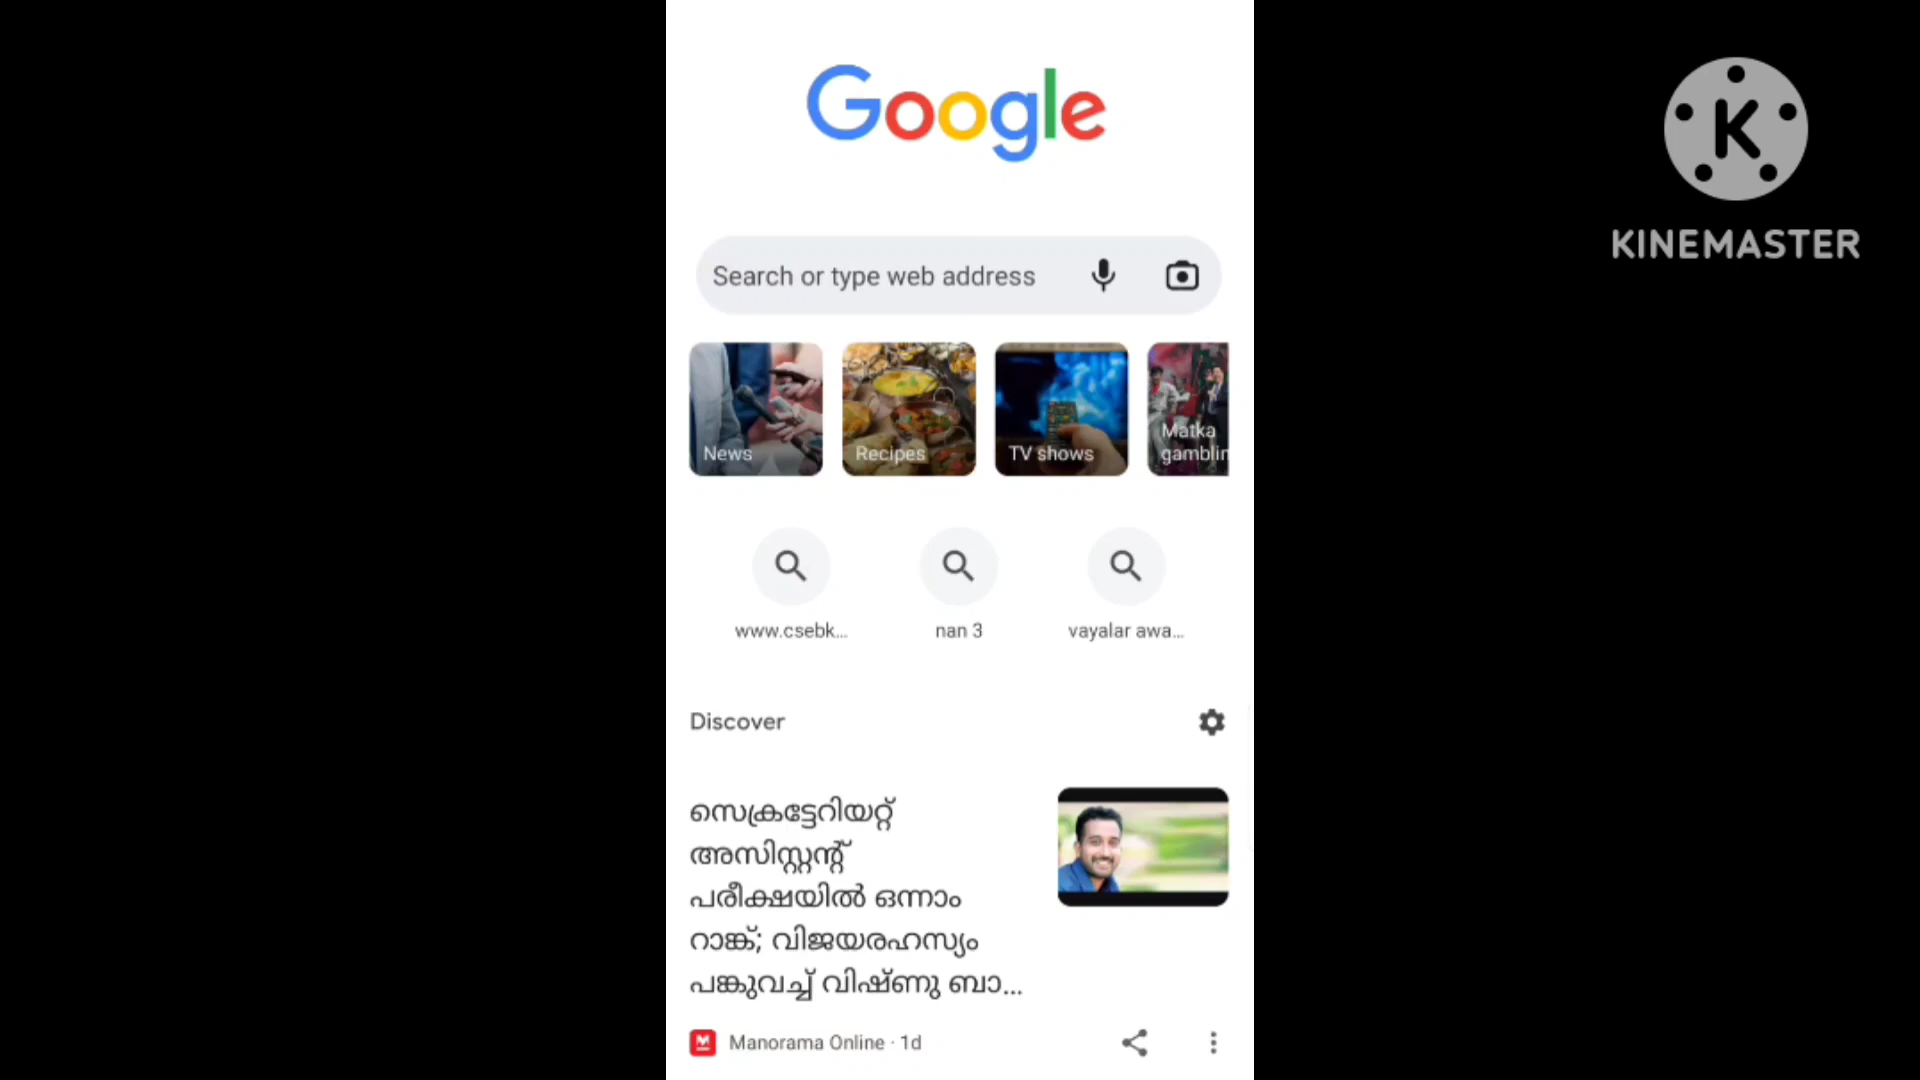 Google
K
KINEMASTER
Search or type web address
News
Recipes
TV shows
Matka
gamblin
www.csebk...
nan 3
vayalar awa...
Discover
സെക്രട്ടേറിയറ്റ്
അസിസ്റ്റന്റ്
പരീക്ഷയിൽ ഒന്നാം
റാങ്ക്; വിജയരഹസ്യം
പങ്കുവച്ച് വിഷ്ണു ബാ...
Manorama Online · 1d